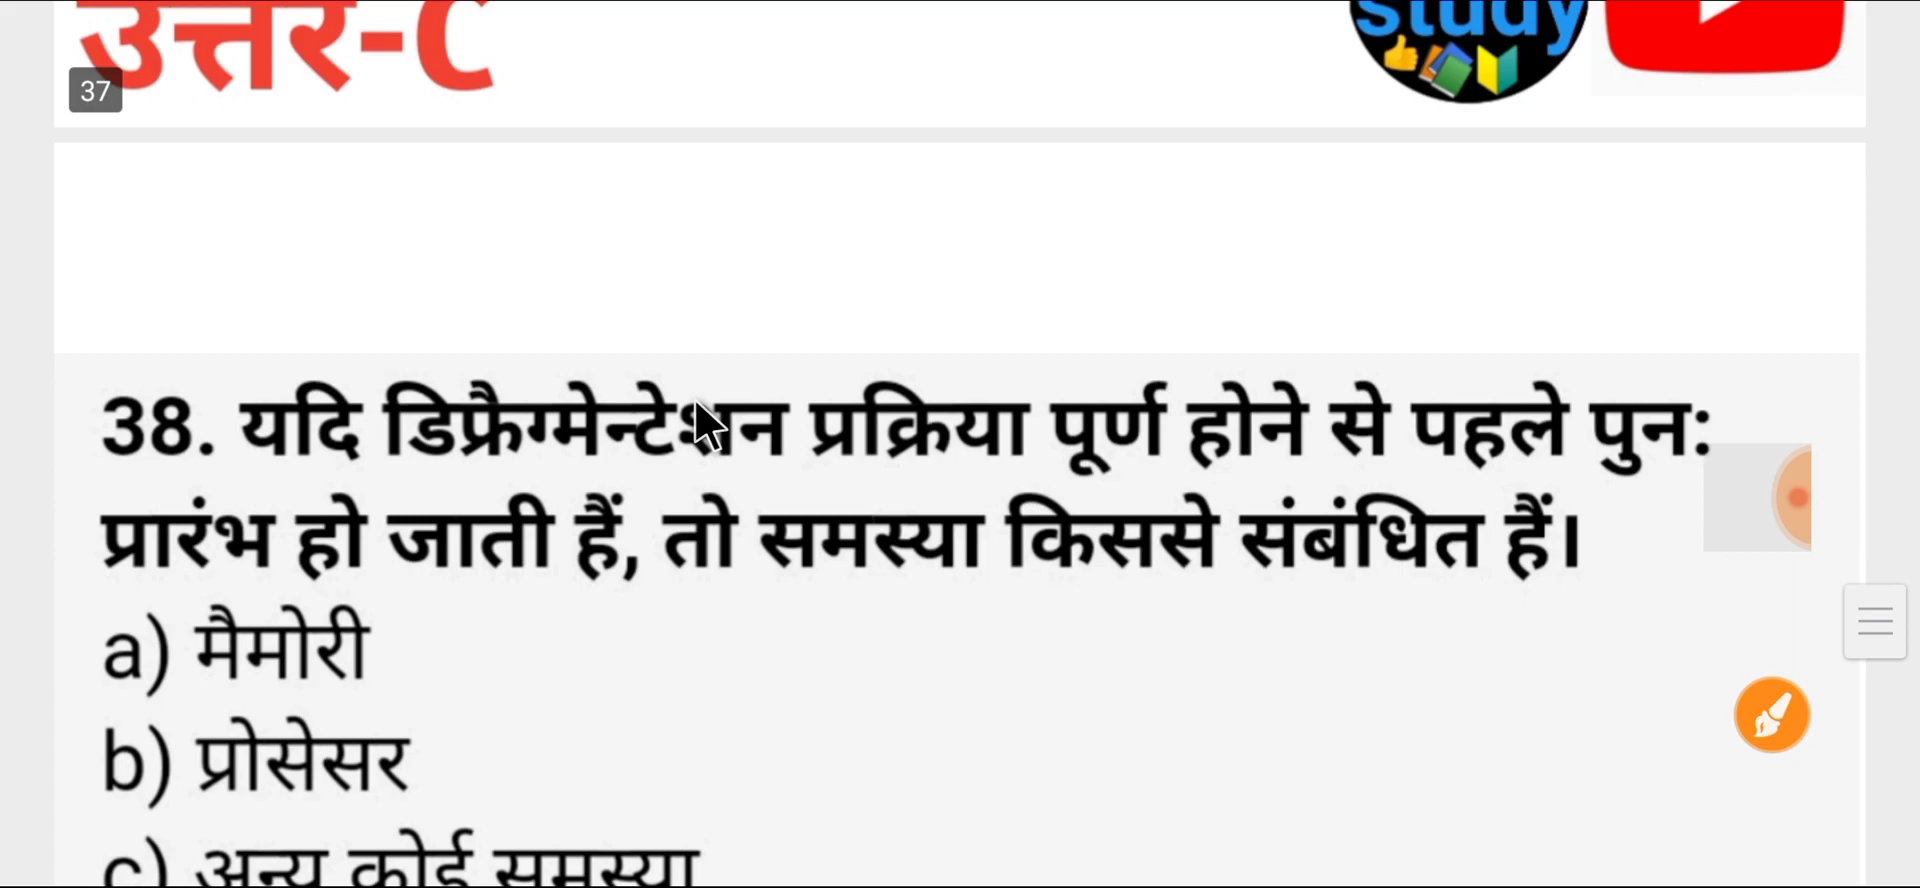 उत्तर-C
study
37
38. यदि डिफ्रैग्मेन्टेशन प्रक्रिया पूर्ण होने से पहले पुन:
प्रारंभ हो जाती हैं, तो समस्या किससे संबंधित हैं।
a) मैमोरी
b) प्रोसेसर
c) अन्य कोई समस्या